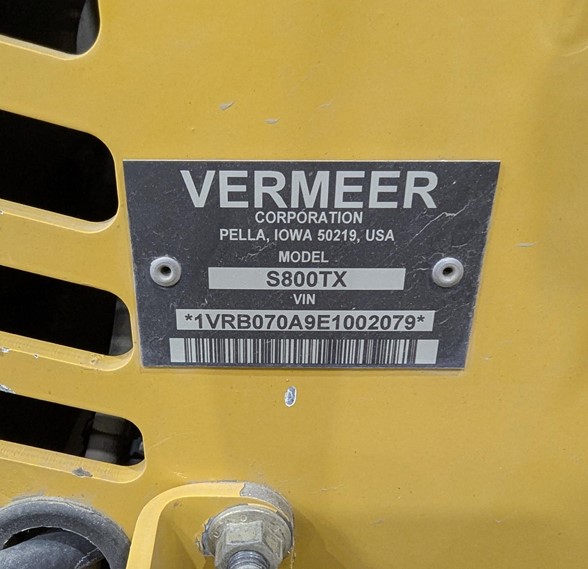 VERMEER
CORPORATION
PELLA, IOWA 50219, USA
MODEL
S800TX
VIN
*1VRB070A9E1002079*